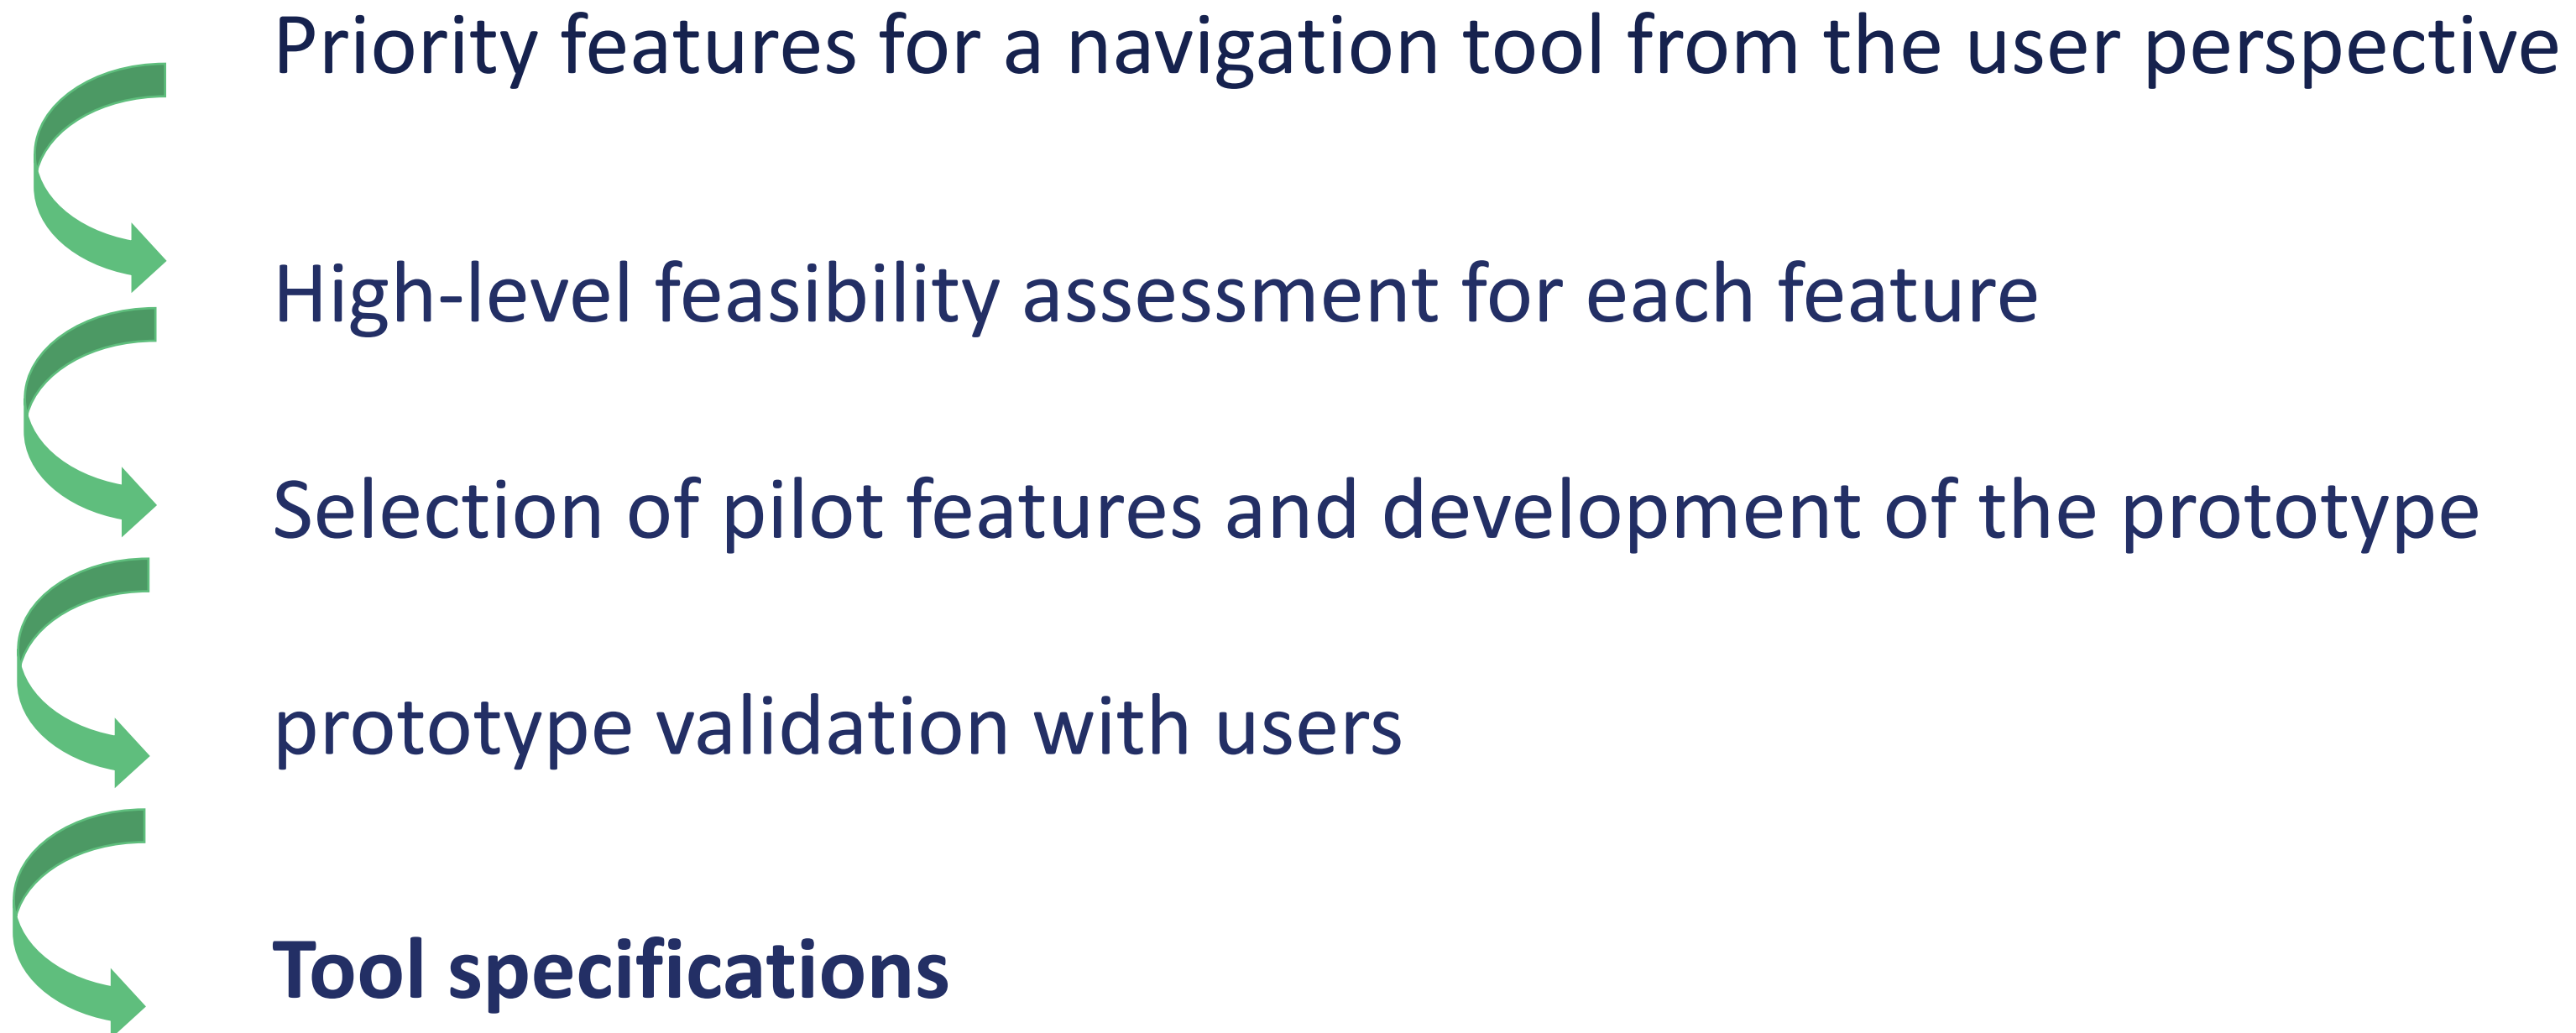 Priority features for a navigation tool from the user perspective
High-level feasibility assessment for each feature
Selection of pilot features and development of the prototype
prototype validation with users
Tool specifications